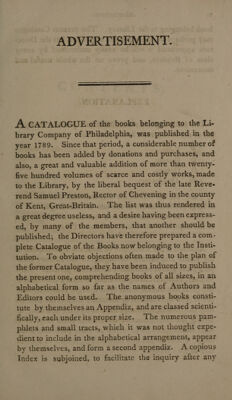 ADVERTISEMENT.
A CATALOGUE of the books belonging to the Li-
brary Company of Philadelphia, was published in the
year 1789. Since that period, a considerable number of
books has been added by donations and purchases, and
also, a great and valuable addition of more than twenty-
five hundred volumes of scarce and costly works, made
to the Library, by the liberal bequest of the late Reve-
rend Samuel Preston, Rector of Chevening in the county
of Kent, Great-Britain. The list was thus rendered in
a great degree useless, and a desire having been express-
ed, by many of the members, that another should be
published; the Directors have therefore prepared a com-
plete Catalogue of the Books now belonging to the Insti-
tution. To obviate objections often made to the plan of
the former Catalogue, they have been induced to publish
the present one, comprehending books of all sizes, in an
alphabetical form so far as the names of Authors and
Editors could be used. The anonymous books consti-
tute by themselves an Appendix, and are classed scienti-
fically, each under its proper size. The numerous pam-
phlets and small tracts, which it was not thought expe-
dient to include in the alphabetical arrangement, appear
by themselves, and form a second appendix. A copious
Index is subjoined, to facilitate the inquiry after any